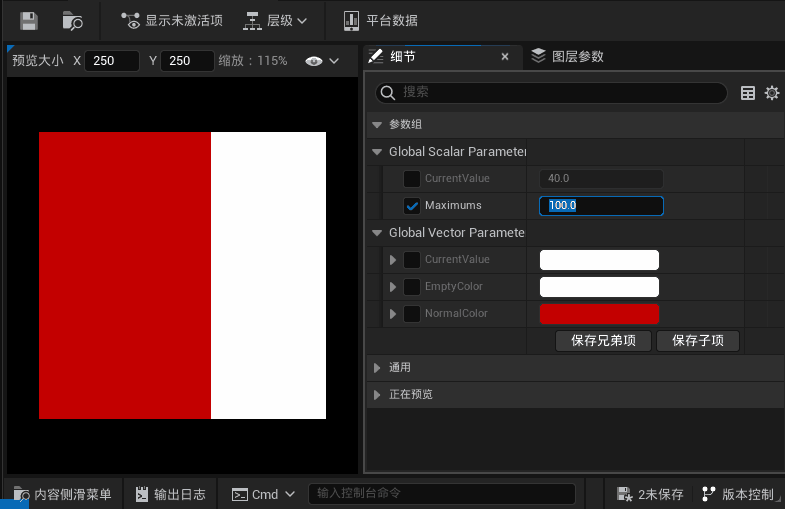 显示未激活项 层级 平台数据
预览大小 X 250 Y 250 缩放：115%
细节 × 图层参数
搜索
参数组
Global Scalar Parameter
CurrentValue 40.0
Maximums 100.0
Global Vector Paramete
CurrentValue
EmptyColor
NormalColor
保存兄弟项 保存子项
通用
正在预览
内容侧滑菜单 输出日志 Cmd 输入控制台命令 2未保存 版本控制